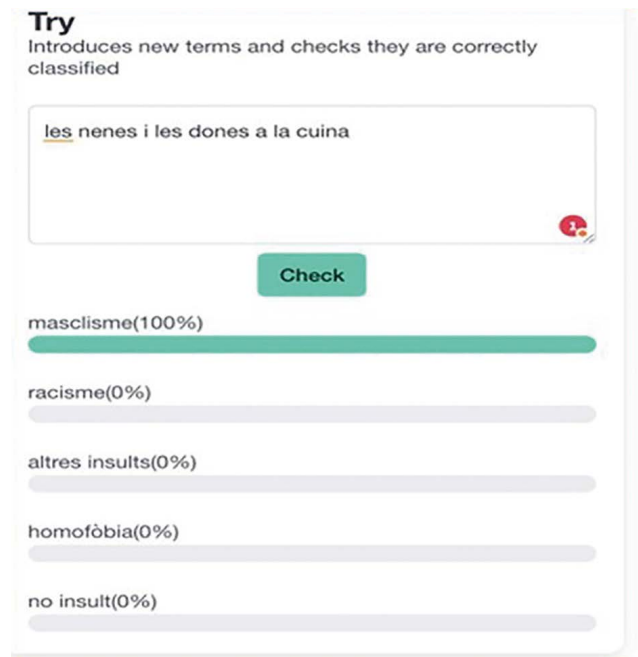 Try
Introduces new terms and checks they are correctly
classified
les nenes i les dones a la cuina
1
Check
masclisme(100%)
racisme(0%)
altres insults(0%)
homofòbia(0%)
no insult(0%)